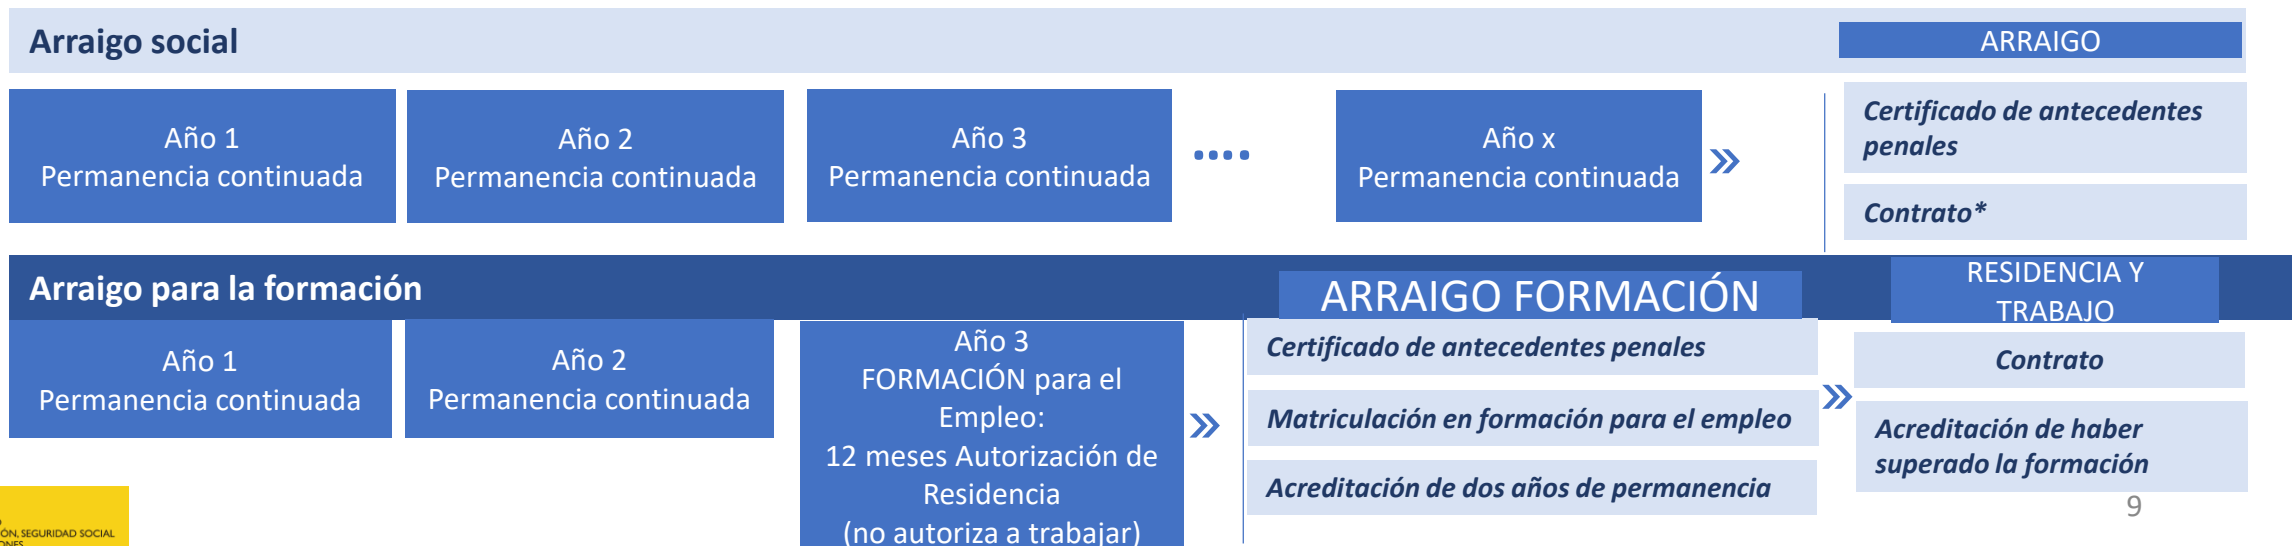 Arraigo social
ARRAIGO
Año 1
Permanencia continuada
Año 2
Permanencia continuada
Año 3
Permanencia continuada
....
Año x
Permanencia continuada
»
Certificado de antecedentes
penales
Contrato*
Arraigo para la formación
ARRAIGO FORMACIÓN
RESIDENCIA Y
TRABAJO
Año 1
Permanencia continuada
Año 2
Permanencia continuada
Año 3
FORMACIÓN para el
Empleo:
12 meses Autorización de
Residencia
(no autoriza a trabajar)
»
Certificado de antecedentes penales
Matriculación en formación para el empleo
Acreditación de dos años de permanencia
»
Contrato
Acreditación de haber
superado la formación
9
ÓN, SEGURIDAD SOCIAL